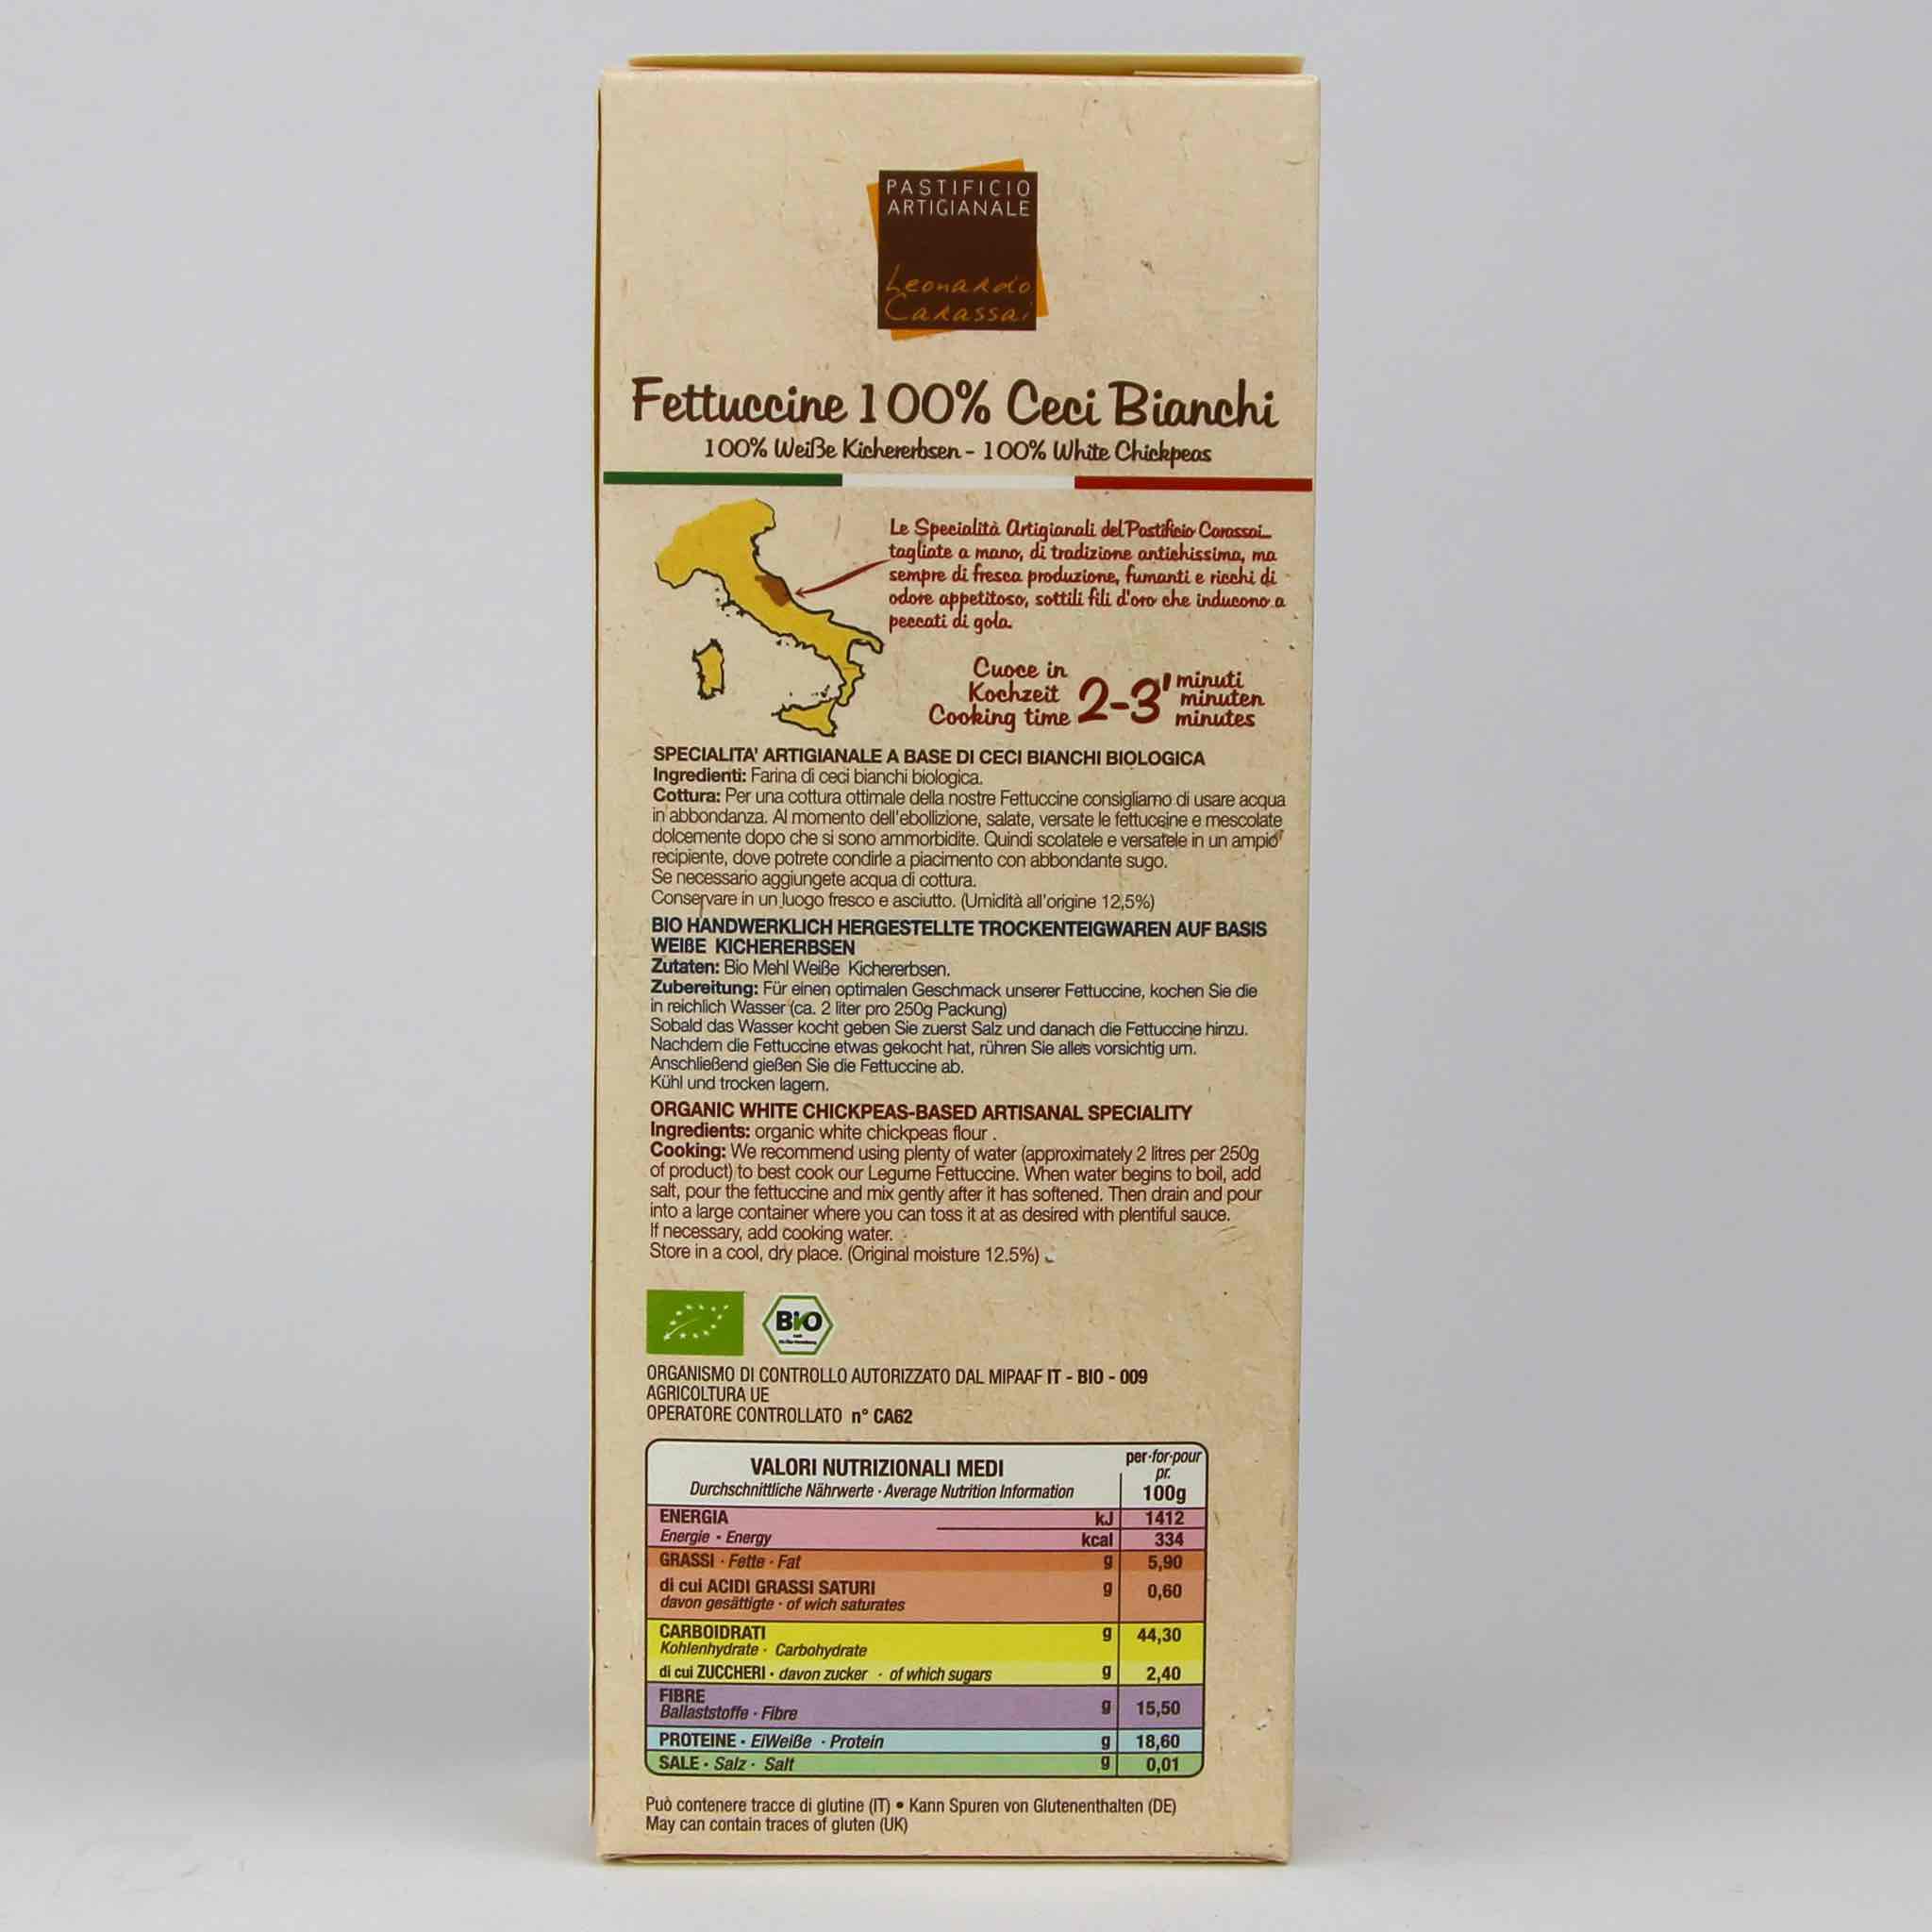 PASTIFICIO
ARTIGIANALE
Leonardo
Carassai
Fettuccine 100% Ceci Bianchi
100% Weiße Kichererbsen - 100% White Chickpeas
Le Specialità Artigianali del Pastificio Carassai...
tagliate a mano, di tradizione antichissima, ma
sempre di fresca produzione, fumanti e ricchi di
odore appetitoso, sottili fili d'oro che inducono a
peccati di gola.
Cuoce in
Kochzeit
Cooking time
2-3'
minuti
minuten
minutes
SPECIALITA' ARTIGIANALE A BASE DI CECI BIANCHI BIOLOGICA
Ingredienti: Farina di ceci bianchi biologica.
Cottura: Per una cottura ottimale della nostre Fettuccine consigliamo di usare acqua
in abbondanza. Al momento dell'ebollizione, salate, versate le fettuccine e mescolate
dolcemente dopo che si sono ammorbidite. Quindi scolatele e versatele in un ampio
recipiente, dove potrete condirle a piacimento con abbondante sugo.
Se necessario aggiungete acqua di cottura.
Conservare in un luogo fresco e asciutto. (Umidità all'origine 12,5%)
BIO HANDWERKLICH HERGESTELLTE TROCKENTEIGWAREN AUF BASIS
WEIßE KICHERERBSEN
Zutaten: Bio Mehl Weiße Kichererbsen.
Zubereitung: Für einen optimalen Geschmack unserer Fettuccine, kochen Sie die
in reichlich Wasser (ca. 2 liter pro 250g Packung)
Sobald das Wasser kocht geben Sie zuerst Salz und danach die Fettuccine hinzu.
Nachdem die Fettuccine etwas gekocht hat, rühren Sie alles vorsichtig um.
Anschließend gießen Sie die Fettuccine ab.
Kühl und trocken lagern.
ORGANIC WHITE CHICKPEAS-BASED ARTISANAL SPECIALITY
Ingredients: organic white chickpeas flour .
Cooking: We recommend using plenty of water (approximately 2 litres per 250g
of product) to best cook our Legume Fettuccine. When water begins to boil, add
salt, pour the fettuccine and mix gently after it has softened. Then drain and pour
into a large container where you can toss it at as desired with plentiful sauce.
If necessary, add cooking water.
Store in a cool, dry place. (Original moisture 12.5%)
BIO
ORGANISMO DI CONTROLLO AUTORIZZATO DAL MIPAAF IT - BIO - 009
AGRICOLTURA UE
OPERATORE CONTROLLATO n° CA62
VALORI NUTRIZIONALI MEDI
Durchschnittliche Nährwerte · Average Nutrition Information
per-for-pour
pr.
100g
ENERGIA kJ 1412
Energie - Energy kcal 334
GRASSI · Fette · Fat g 5,90
di cui ACIDI GRASSI SATURI g 0,60
davon gesättigte · of wich saturates
CARBOIDRATI g 44,30
Kohlenhydrate · Carbohydrate
di cui ZUCCHERI · davon zucker · of which sugars g 2,40
FIBRE g 15,50
Ballaststoffe · Fibre
PROTEINE · EiWeiße · Protein g 18,60
SALE · Salz · Salt g 0,01
Può contenere tracce di glutine (IT) • Kann Spuren von Glutenenthalten (DE)
May can contain traces of gluten (UK)